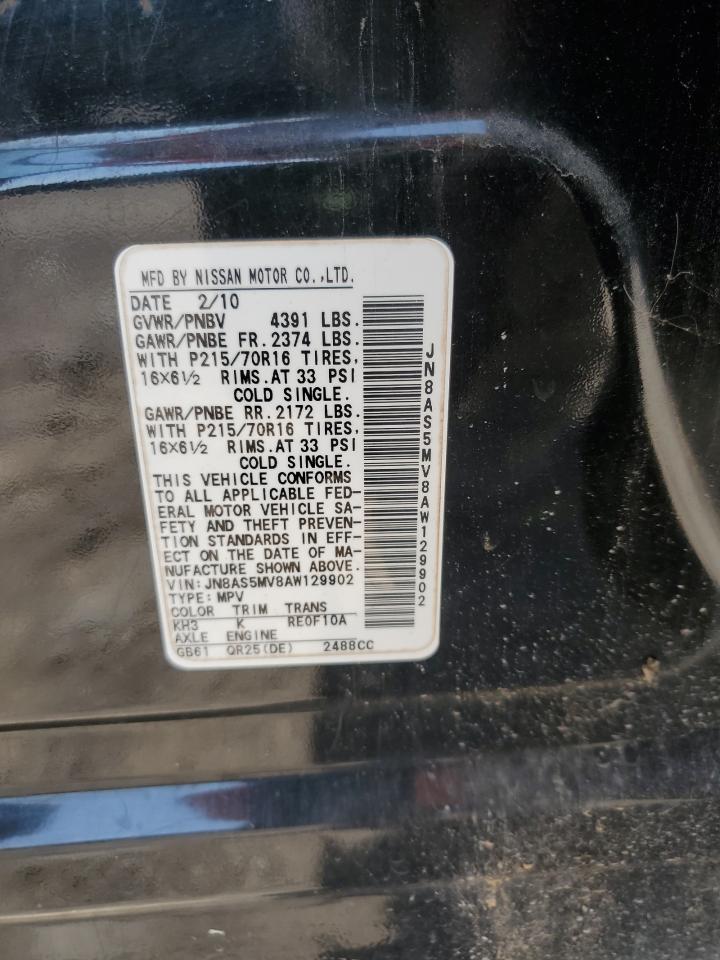 MFD BY NISSAN MOTOR CO.,LTD.
DATE 2/10
GVWR/PNBV 4391 LBS.
GAWR/PNBE FR.2374 LBS.
WITH P215/70R16 TIRES,
16X6½ RIMS.AT 33 PSI
COLD SINGLE.
GAWR/PNBE RR.2172 LBS.
WITH P215/70R16 TIRES,
16X6½ RIMS.AT 33 PSI
COLD SINGLE.
THIS VEHICLE CONFORMS
TO ALL APPLICABLE FED-
ERAL MOTOR VEHICLE SA-
FETY AND THEFT PREVEN-
TION STANDARDS IN EFF-
ECT ON THE DATE OF MA-
NUFACTURE SHOWN ABOVE.
VIN:JN8AS5MV8AW129902
TYPE:MPV
COLOR TRIM TRANS
KH3 K RE0F10A
AXLE ENGINE
GB61 QR25(DE) 2488CC
JN8AS5MV8AW129902